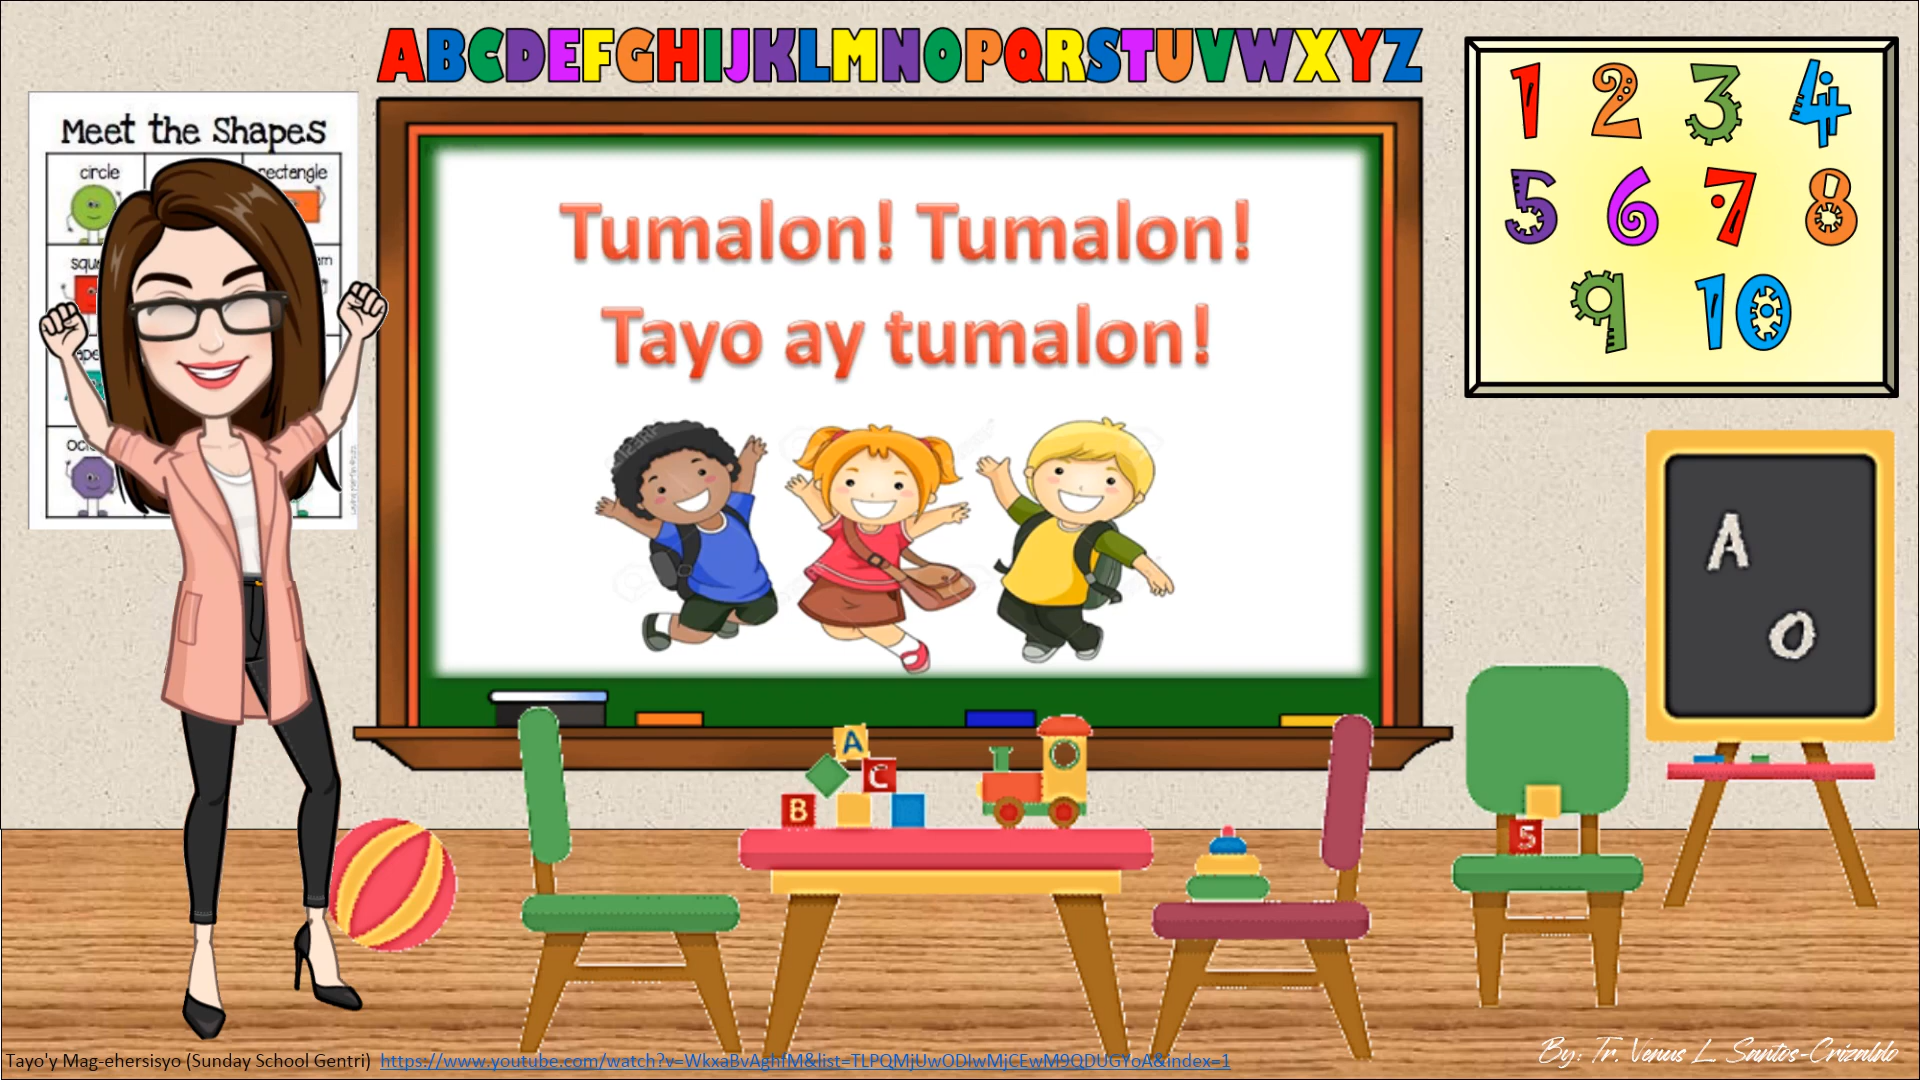 ABCDEFGHIJKLMNOPQRSTUVWXYZ
Meet the Shapes
circle
rectangle
Tumalon! Tumalon!
Tayo ay tumalon!
1 2 3 4
5 6 7 8
9 10
A
O
A
C
B
S
Tayo'y Mag-ehersisyo (Sunday School Gentri) https://www.youtube.com/watch?v=WkxaBvAghfM&list=TLPQMjUwODIwMjCEwM9QDUGYoA&index=1
By: Tr. Venus L. Santos-Crizaldo